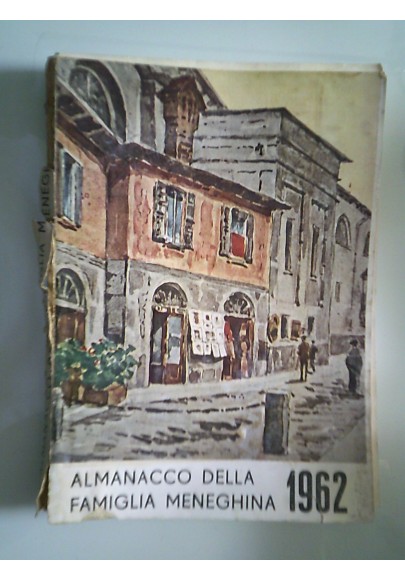 ALMANACCO DELLA
FAMIGLIA MENEGHINA 1962